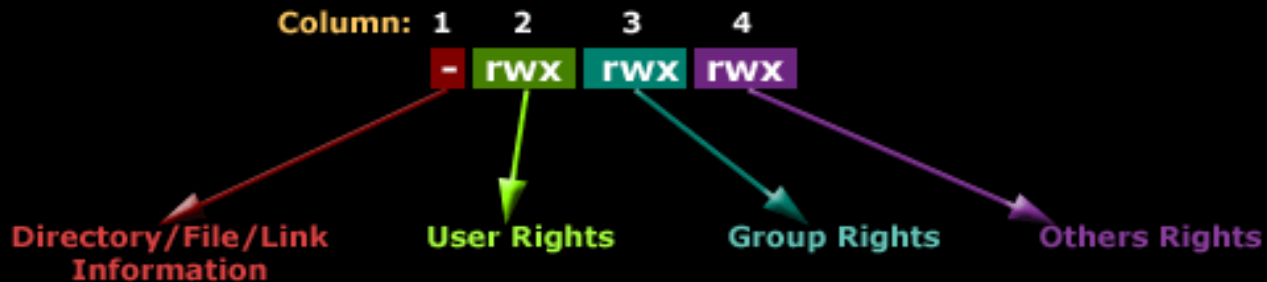 Column: 1 2 3 4
- rwx rwx rwx
Directory/File/Link Information
User Rights
Group Rights
Others Rights